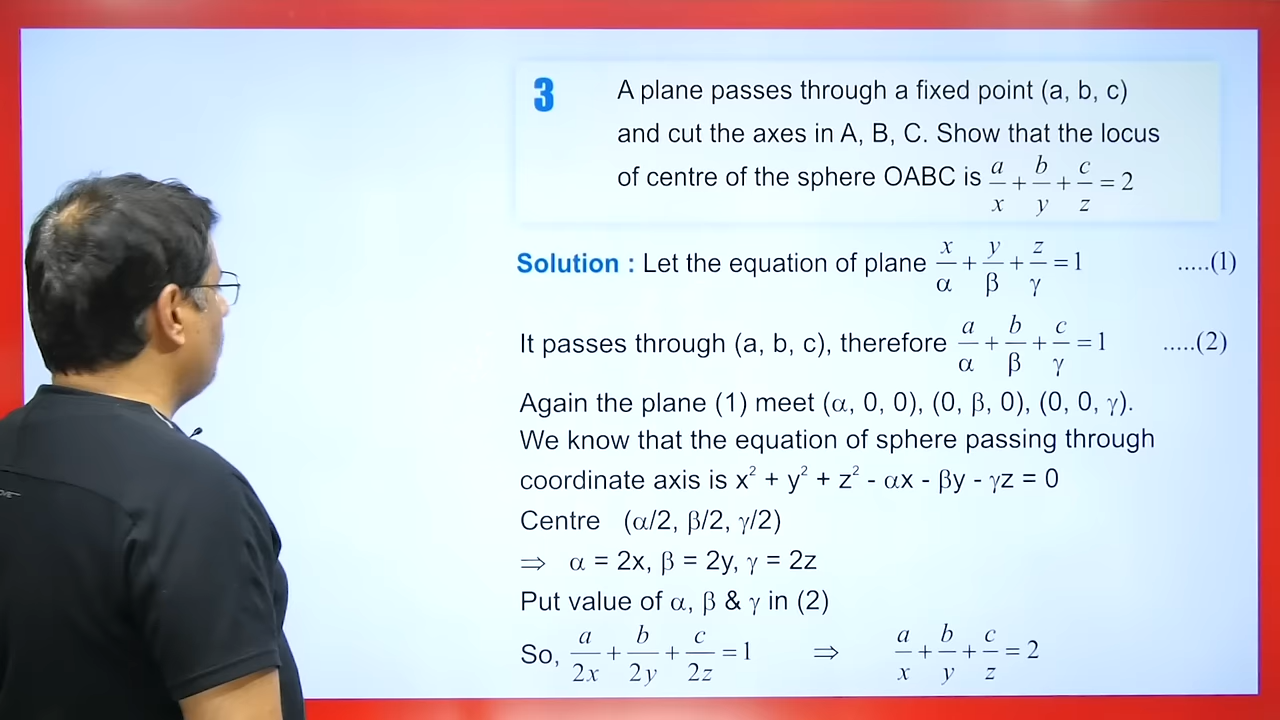 3
A plane passes through a fixed point (a, b, c)
and cut the axes in A, B, C. Show that the locus
of centre of the sphere OABC is a/x + b/y + c/z = 2
Solution : Let the equation of plane x/α + y/β + z/γ = 1 .....(1)
It passes through (a, b, c), therefore a/α + b/β + c/γ = 1 .....(2)
Again the plane (1) meet (α, 0, 0), (0, β, 0), (0, 0, γ).
We know that the equation of sphere passing through
coordinate axis is x² + y² + z² - αx - βy - γz = 0
Centre (α/2, β/2, γ/2)
⇒ α = 2x, β = 2y, γ = 2z
Put value of α, β & γ in (2)
So, a/2x + b/2y + c/2z = 1 ⇒ a/x + b/y + c/z = 2